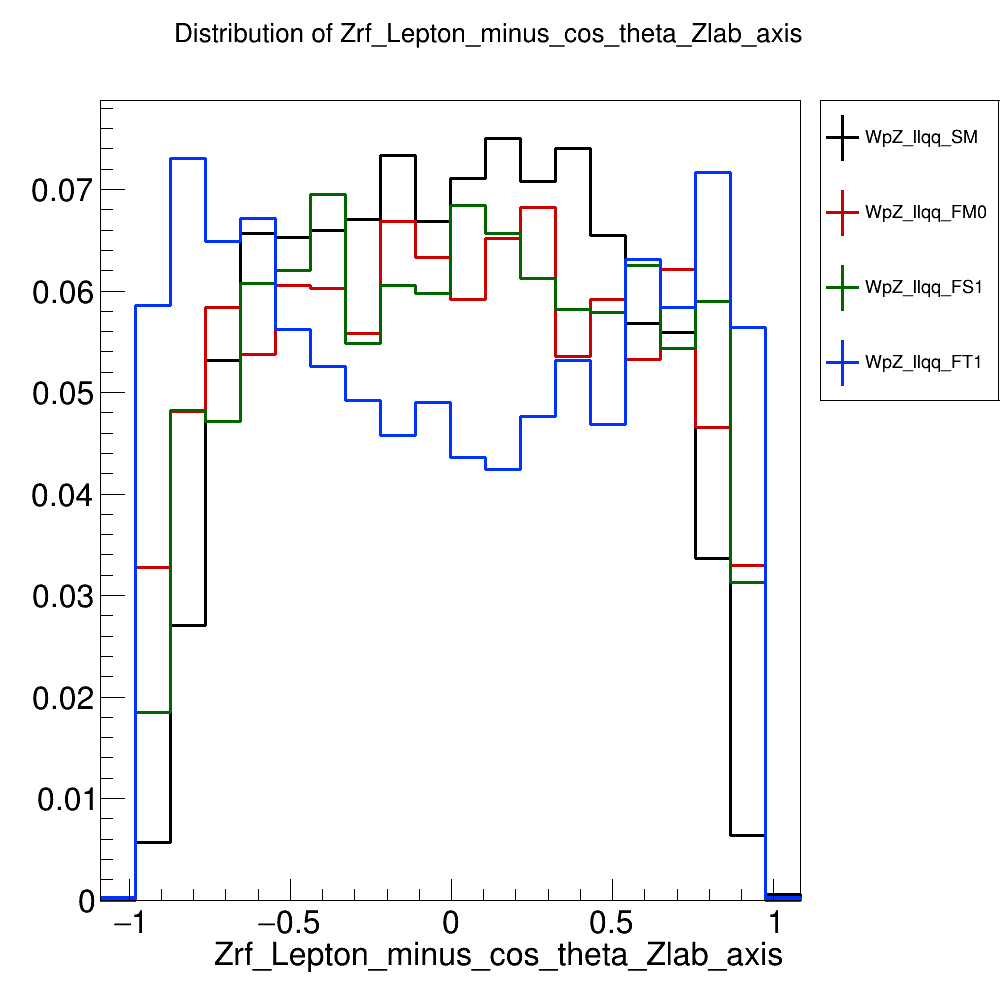 Distribution of Zrf_Lepton_minus_cos_theta_Zlab_axis
WpZ_llqq_SM
WpZ_llqq_FM0
WpZ_llqq_FS1
WpZ_llqq_FT1
0.07
0.06
0.05
0.04
0.03
0.02
0.01
0
−1 −0.5 0 0.5 1
Zrf_Lepton_minus_cos_theta_Zlab_axis